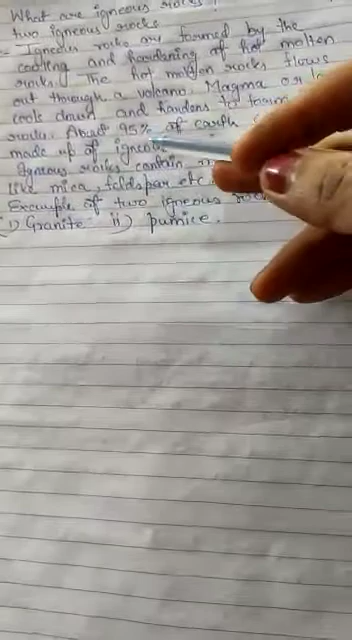 What are igneous rocks?
two igneous rocks
Igneous rocks are formed by the
cooling and hardening of hot molten
rocks. The hot molten rocks flows
out through a volcano. Magma or
cools down and hardens to form
rocks. About 95% of earth
made up of igneous
Igneous rocks contain
like mica, feldspar etc.
Example of two igneous
i) Granite ii) pumice.